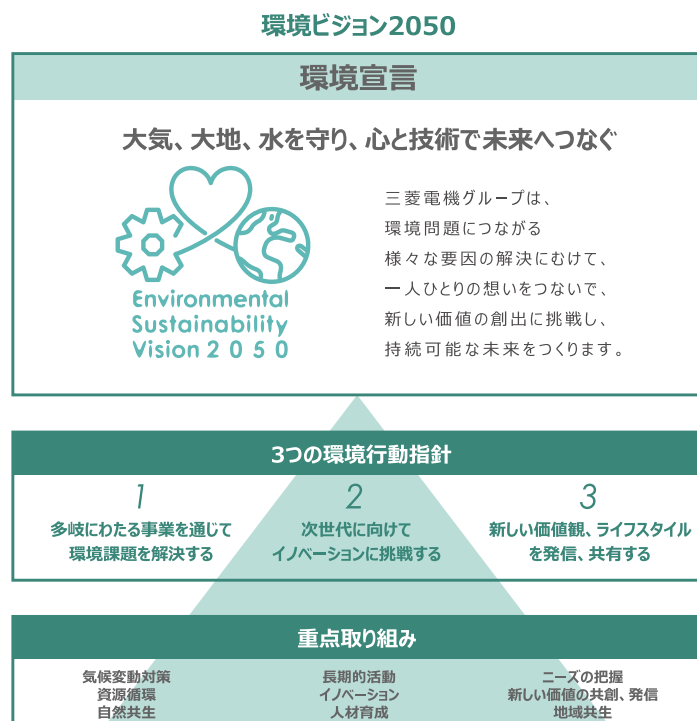 環境ビジョン2050
環境宣言
大気、大地、水を守り、心と技術で未来へつなぐ
Environmental
Sustainability
Vision 2050
三菱電機グループは、
環境問題につながる
様々な要因の解決にむけて、
一人ひとりの想いをつないで、
新しい価値の創出に挑戦し、
持続可能な未来をつくります。
3つの環境行動指針
1
多岐にわたる事業を通じて
環境課題を解決する
2
次世代に向けて
イノベーションに挑戦する
3
新しい価値観、ライフスタイル
を発信、共有する
重点取り組み
気候変動対策
資源循環
自然共生
長期的活動
イノベーション
人材育成
ニーズの把握
新しい価値の共創、発信
地域共生